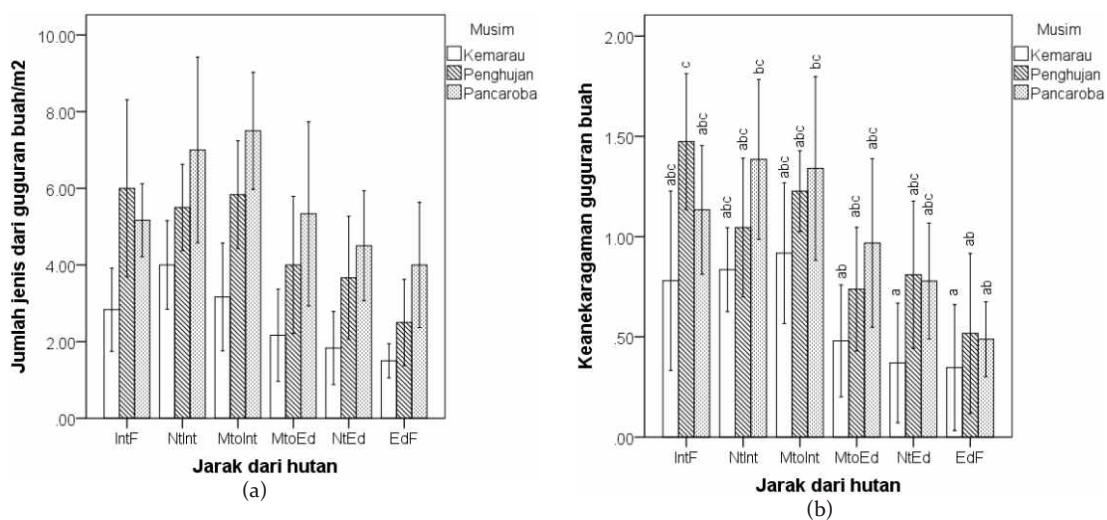 (a)
Jumlah jenis dari guguran buah/m2
10.00
8.00
6.00
4.00
2.00
.00
IntF NtInt MtoInt MtoEd NtEd EdF
Jarak dari hutan
Musim
Kemarau
Penghujan
Pancaroba
(a)
(b)
Keanekaragaman guguran buah
2.00
1.50
1.00
.50
.00
abc c abc
abc abc bc
abc abc bc
ab abc abc
a abc abc
a ab ab
IntF NtInt MtoInt MtoEd NtEd EdF
Jarak dari hutan
Musim
Kemarau
Penghujan
Pancaroba
(b)